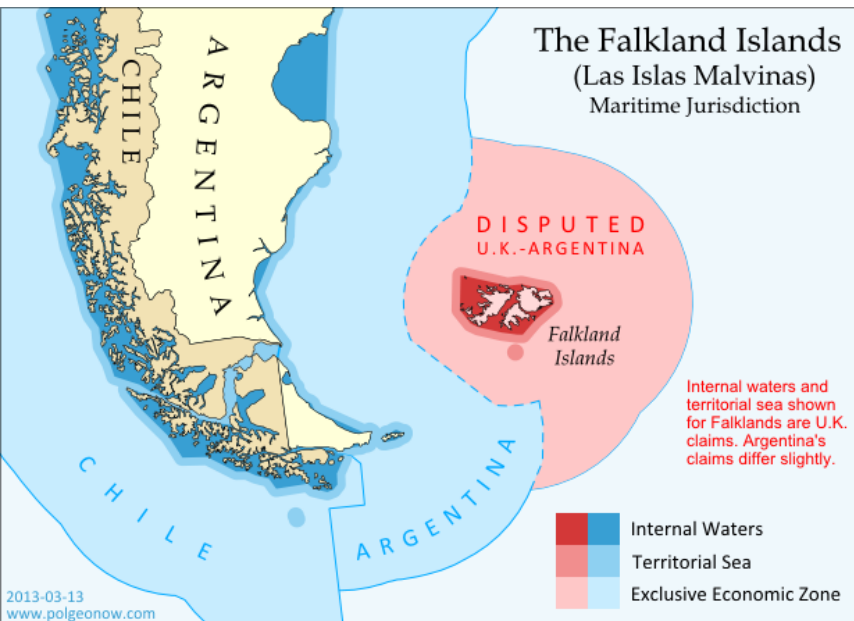 The Falkland Islands
(Las Islas Malvinas)
Maritime Jurisdiction
CHILE
ARGENTINA
DISPUTED
U.K.-ARGENTINA
Falkland
Islands
Internal waters and
territorial sea shown
for Falklands are U.K.
claims. Argentina's
claims differ slightly.
CHILE
ARGENTINA
Internal Waters
Territorial Sea
Exclusive Economic Zone
2013-03-13
www.polgeonow.com